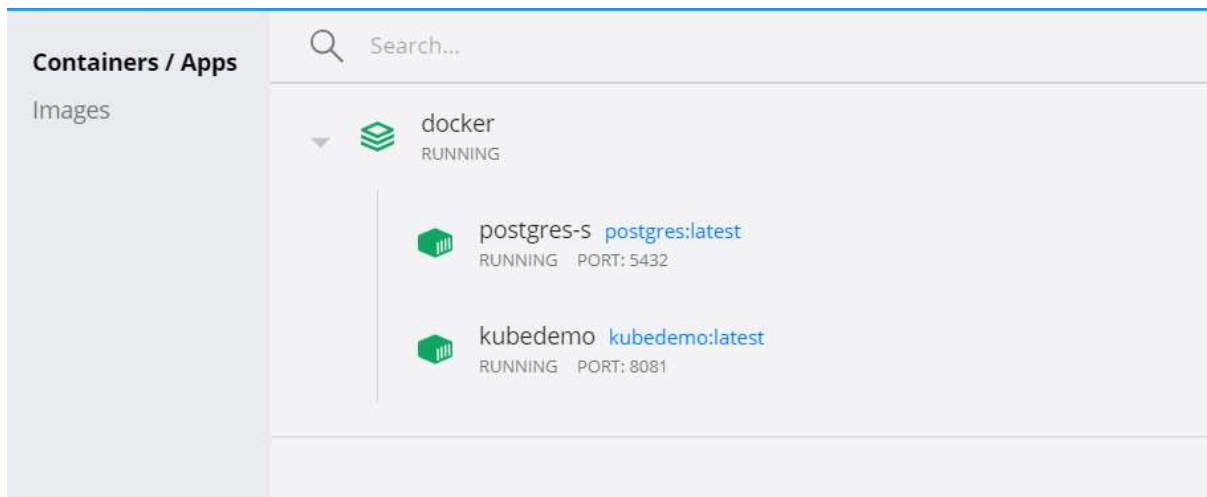 Containers / Apps
Images
Search...
docker
RUNNING
postgres-s postgres:latest
RUNNING PORT: 5432
kubedemo kubedemo:latest
RUNNING PORT: 8081